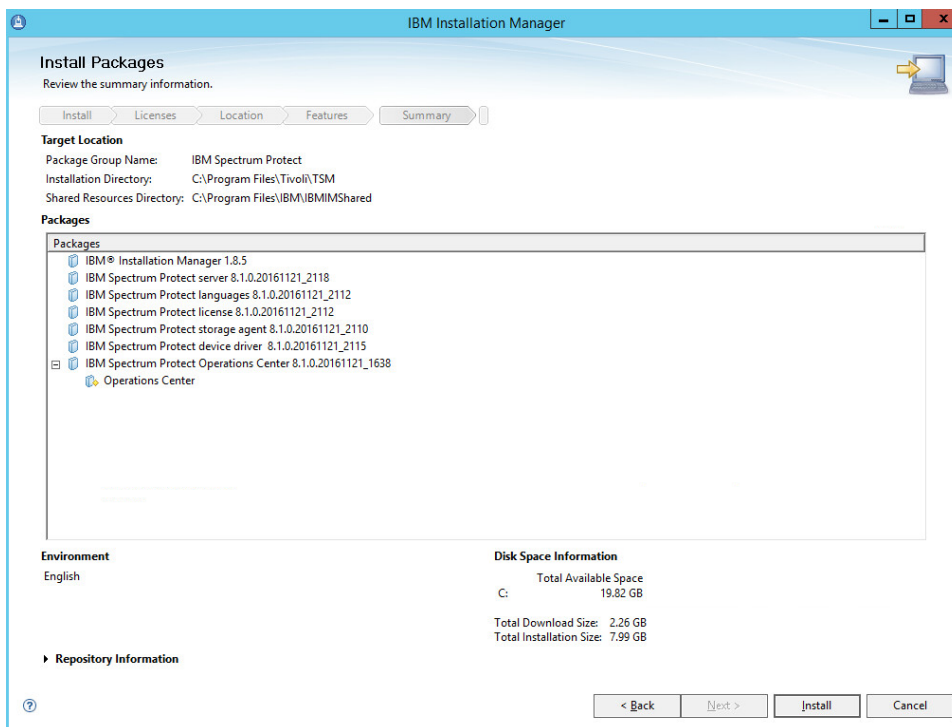 IBM Installation Manager
Install Packages
Review the summary information.
Install Licenses Location Features Summary
Target Location
Package Group Name: IBM Spectrum Protect
Installation Directory: C:\Program Files\Tivoli\TSM
Shared Resources Directory: C:\Program Files\IBM\IBMIMShared
Packages
Packages
IBM® Installation Manager 1.8.5
IBM Spectrum Protect server 8.1.0.20161121_2118
IBM Spectrum Protect languages 8.1.0.20161121_2112
IBM Spectrum Protect license 8.1.0.20161121_2112
IBM Spectrum Protect storage agent 8.1.0.20161121_2110
IBM Spectrum Protect device driver 8.1.0.20161121_2115
IBM Spectrum Protect Operations Center 8.1.0.20161121_1638
Operations Center
Environment
English
Disk Space Information
Total Available Space
C: 19.82 GB
Total Download Size: 2.26 GB
Total Installation Size: 7.99 GB
Repository Information
? < Back Next > Install Cancel